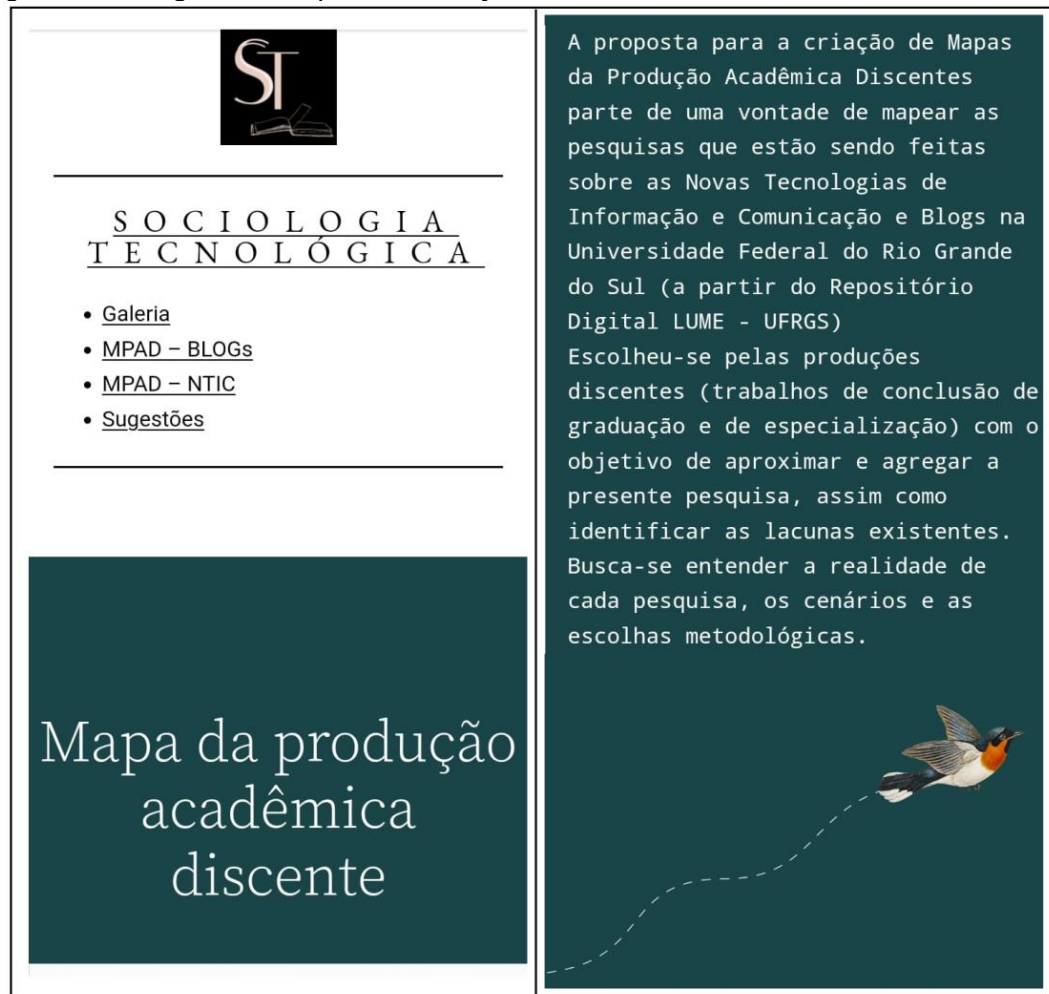 ST
SOCIOLOGIA
TECNOLÓGICA
• Galeria
• MPAD – BLOGs
• MPAD – NTIC
• Sugestões
Mapa da produção
acadêmica
discente
A proposta para a criação de Mapas
da Produção Acadêmica Discentes
parte de uma vontade de mapear as
pesquisas que estão sendo feitas
sobre as Novas Tecnologias de
Informação e Comunicação e Blogs na
Universidade Federal do Rio Grande
do Sul (a partir do Repositório
Digital LUME - UFRGS)
Escolheu-se pelas produções
discentes (trabalhos de conclusão de
graduação e de especialização) com o
objetivo de aproximar e agregar a
presente pesquisa, assim como
identificar as lacunas existentes.
Busca-se entender a realidade de
cada pesquisa, os cenários e as
escolhas metodológicas.